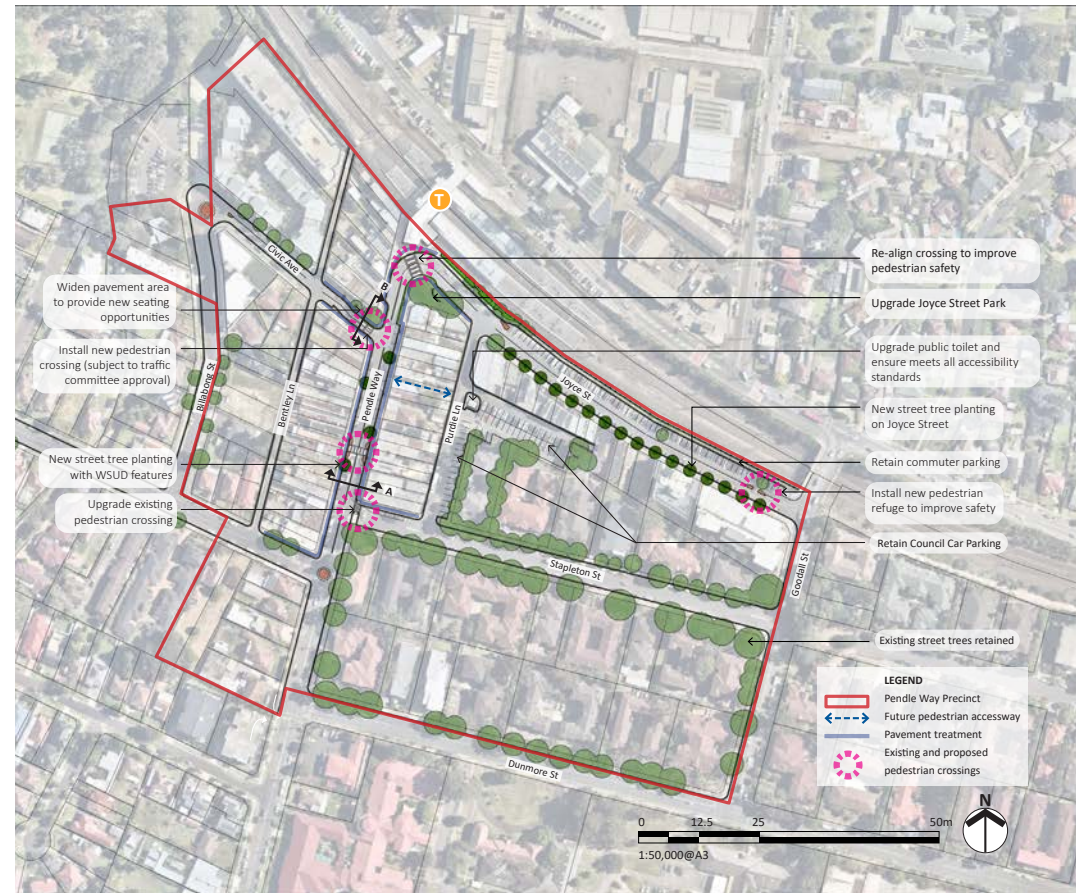 T
Re-align crossing to improve
pedestrian safety
Upgrade Joyce Street Park
Upgrade public toilet and
ensure meets all accessibility
standards
New street tree planting
on Joyce Street
Retain commuter parking
Install new pedestrian
refuge to improve safety
Retain Council Car Parking
Existing street trees retained
Widen pavement area
to provide new seating
opportunities
Install new pedestrian
crossing (subject to traffic
committee approval)
New street tree planting
with WSUD features
Upgrade existing
pedestrian crossing
Civic Ave
Billabong St
Bentley Ln
Pendle Way
Purdie Ln
Joyce St
Stapleton St
Goodall St
Dunmore St
B
A
LEGEND
Pendle Way Precinct
Future pedestrian accessway
Pavement treatment
Existing and proposed
pedestrian crossings
0 12.5 25 50m
1:50,000@A3
N